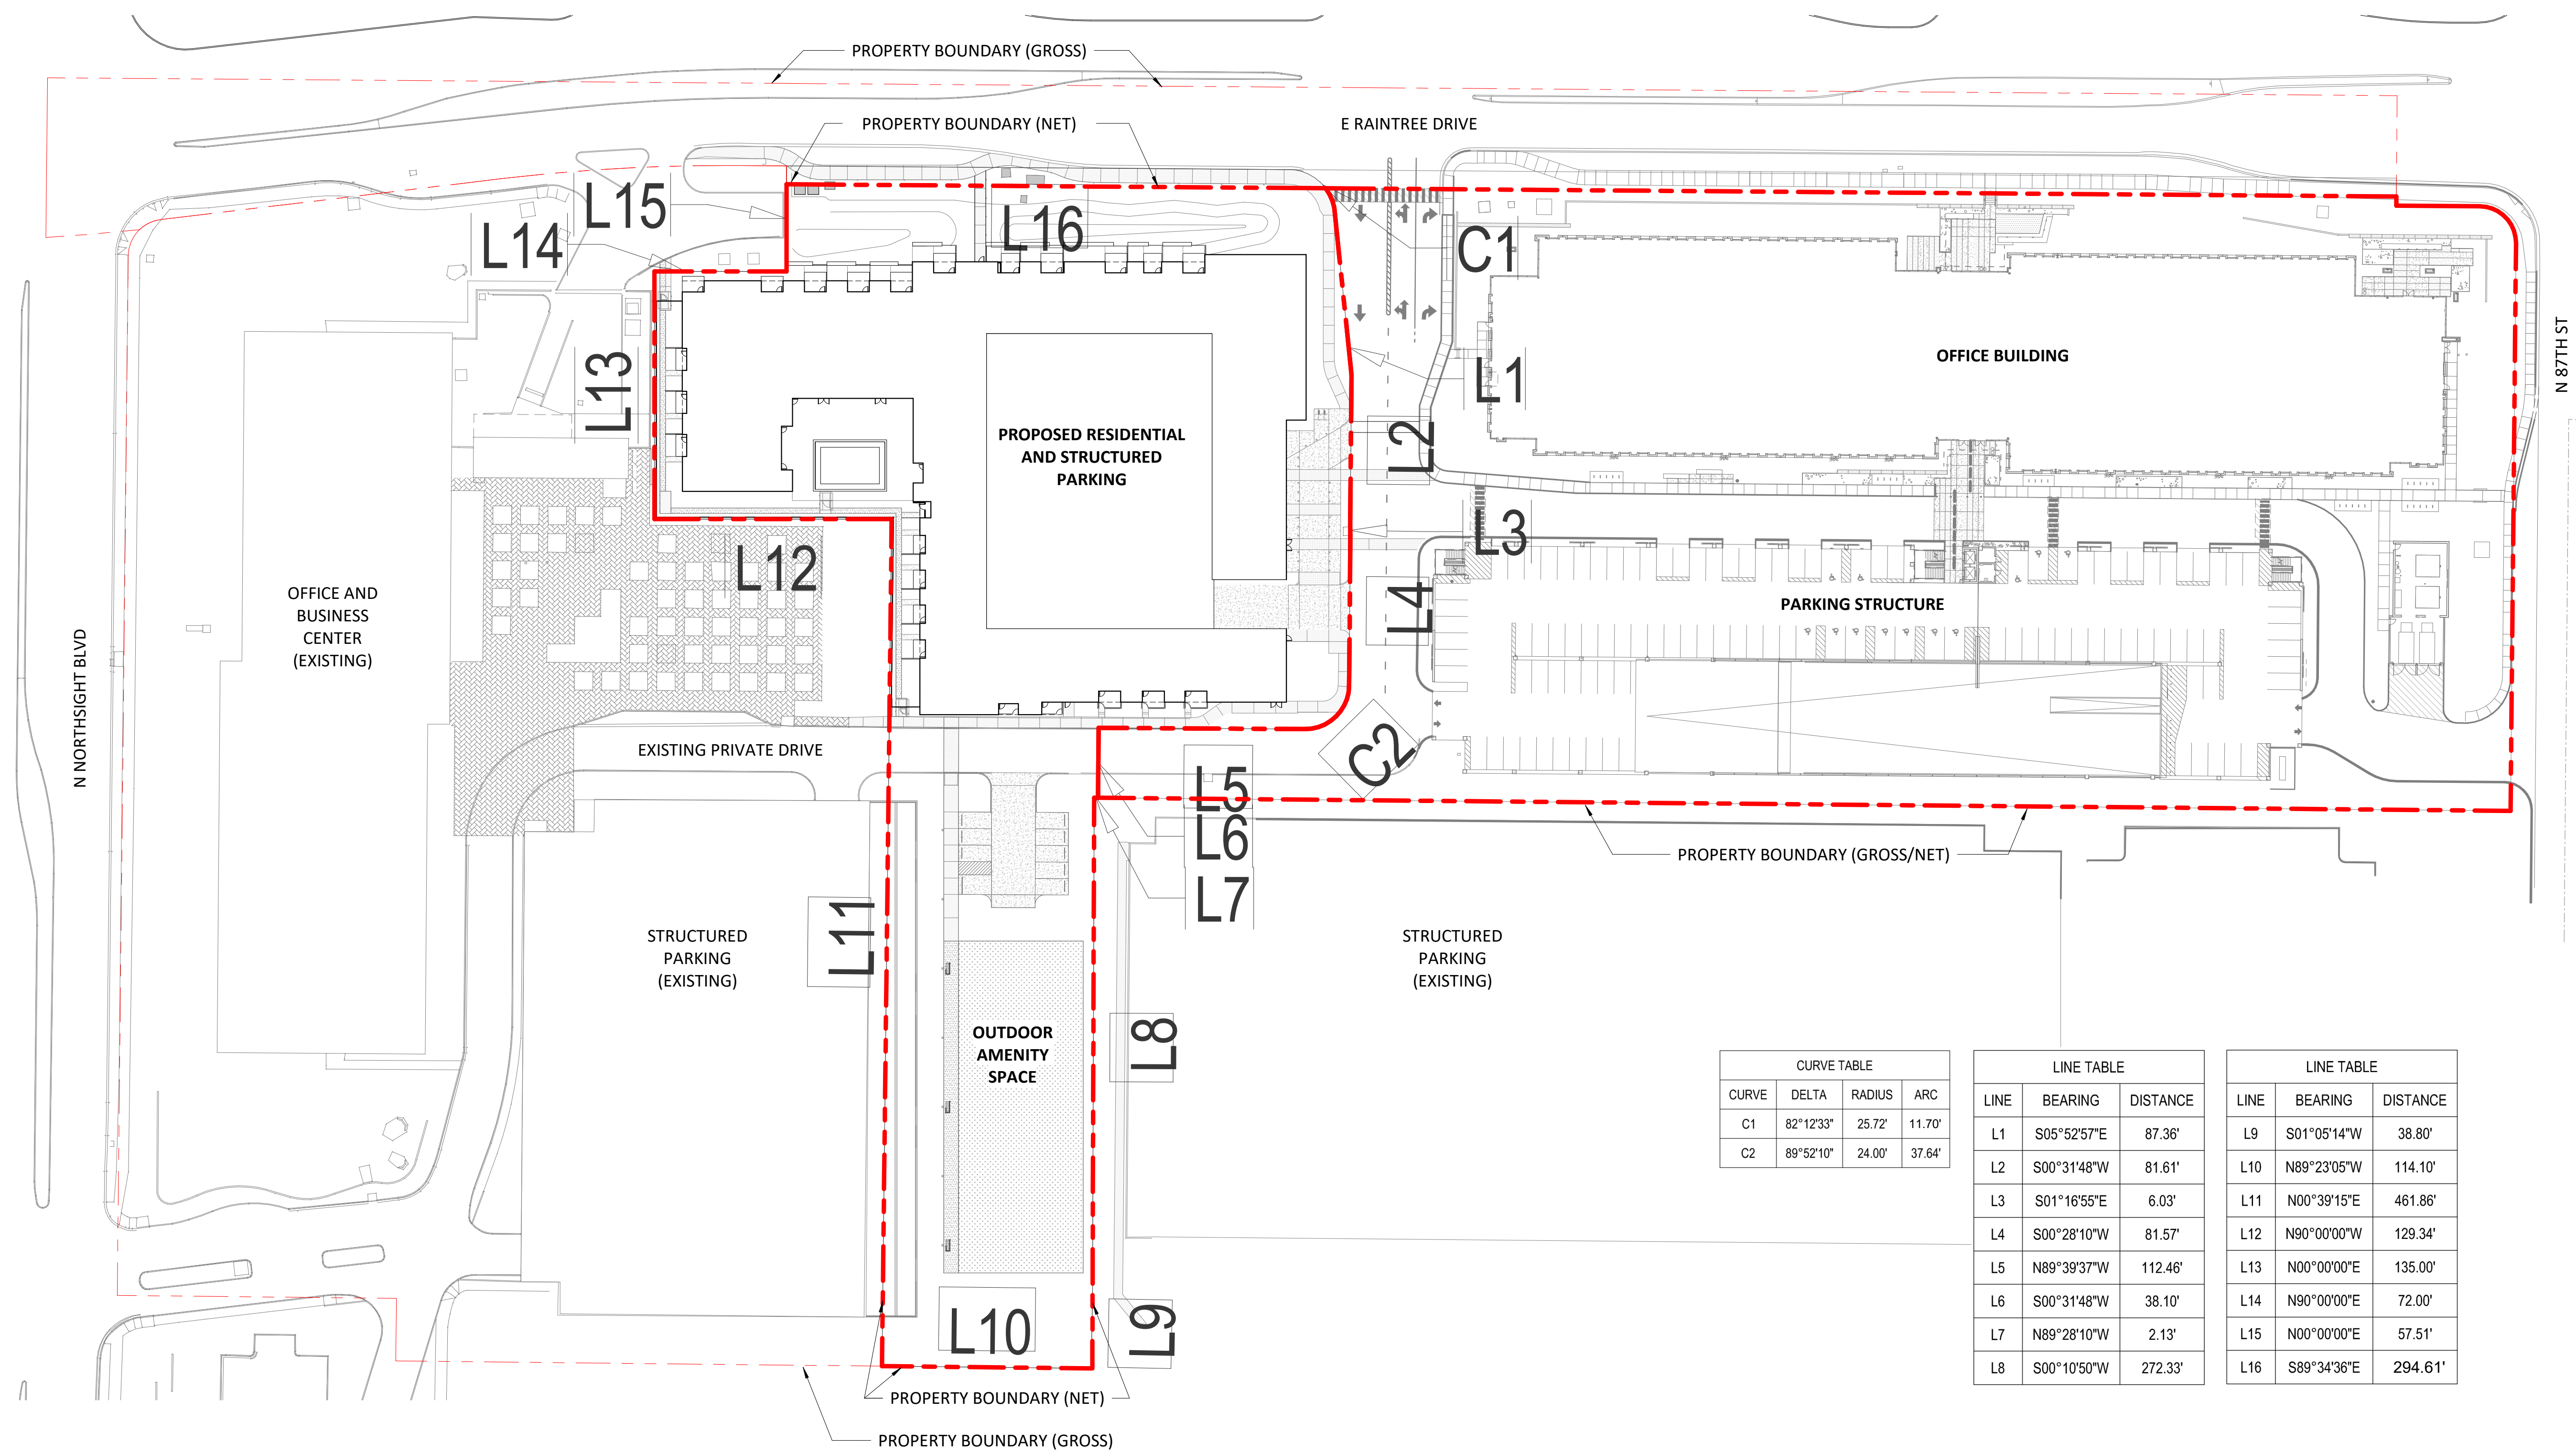 PROPERTY BOUNDARY (GROSS)
PROPERTY BOUNDARY (NET)
E RAINTREE DRIVE
L15
L14
L16
C1
L13
L1
L2
OFFICE BUILDING
N 87TH ST
PROPOSED RESIDENTIAL
AND STRUCTURED
PARKING
L12
L3
L4
PARKING STRUCTURE
OFFICE AND
BUSINESS
CENTER
(EXISTING)
N NORTHSIGHT BLVD
EXISTING PRIVATE DRIVE
C2
L5
L6
L7
PROPERTY BOUNDARY (GROSS/NET)
L11
STRUCTURED
PARKING
(EXISTING)
STRUCTURED
PARKING
(EXISTING)
OUTDOOR
AMENITY
SPACE
L8
L10
L9
PROPERTY BOUNDARY (NET)
PROPERTY BOUNDARY (GROSS)
CURVE TABLE
CURVE DELTA RADIUS ARC
C1 82°12'33" 25.72' 11.70'
C2 89°52'10" 24.00' 37.64'
LINE TABLE
LINE BEARING DISTANCE
L1 S05°52'57"E 87.36'
L2 S00°31'48"W 81.61'
L3 S01°16'55"E 6.03'
L4 S00°28'10"W 81.57'
L5 N89°39'37"W 112.46'
L6 S00°31'48"W 38.10'
L7 N89°28'10"W 2.13'
L8 S00°10'50"W 272.33'
LINE TABLE
LINE BEARING DISTANCE
L9 S01°05'14"W 38.80'
L10 N89°23'05"W 114.10'
L11 N00°39'15"E 461.86'
L12 N90°00'00"W 129.34'
L13 N00°00'00"E 135.00'
L14 N90°00'00"E 72.00'
L15 N00°00'00"E 57.51'
L16 S89°34'36"E 294.61'